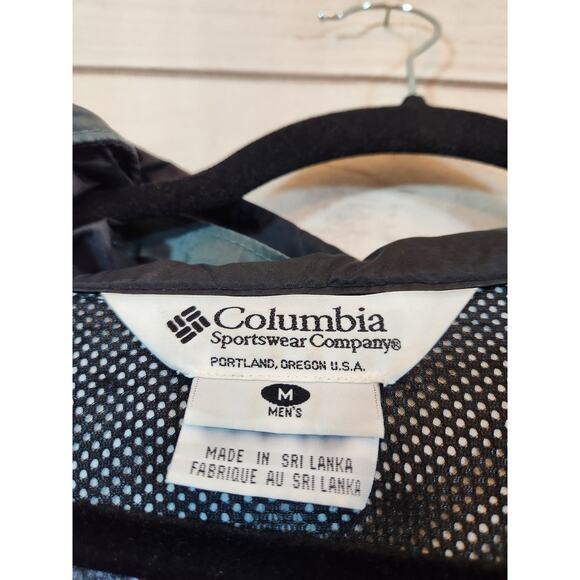 Columbia
Sportswear Company®
PORTLAND, OREGON U.S.A.
M
MEN'S
MADE IN SRI LANKA
FABRIQUE AU SRI LANKA